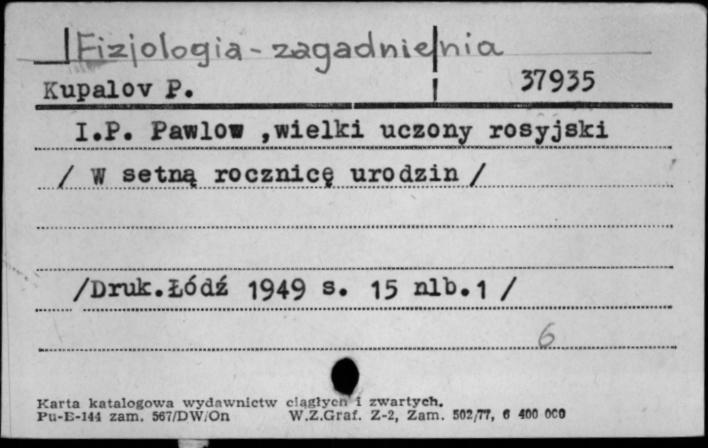 Fizjologia - zagadnienia
Kupalov P. 37935
I.P. Pawlow ,wielki uczony rosyjski
/ W setną rocznicę urodzin /
/Druk.Łódź 1949 s. 15 nlb.1 /
6
Karta katalogowa wydawnictw ciągłych i zwartych.
Pu-E-144 zam. 567/DW/On W.Z.Graf. Z-2, Zam. 502/77, 6 400 000